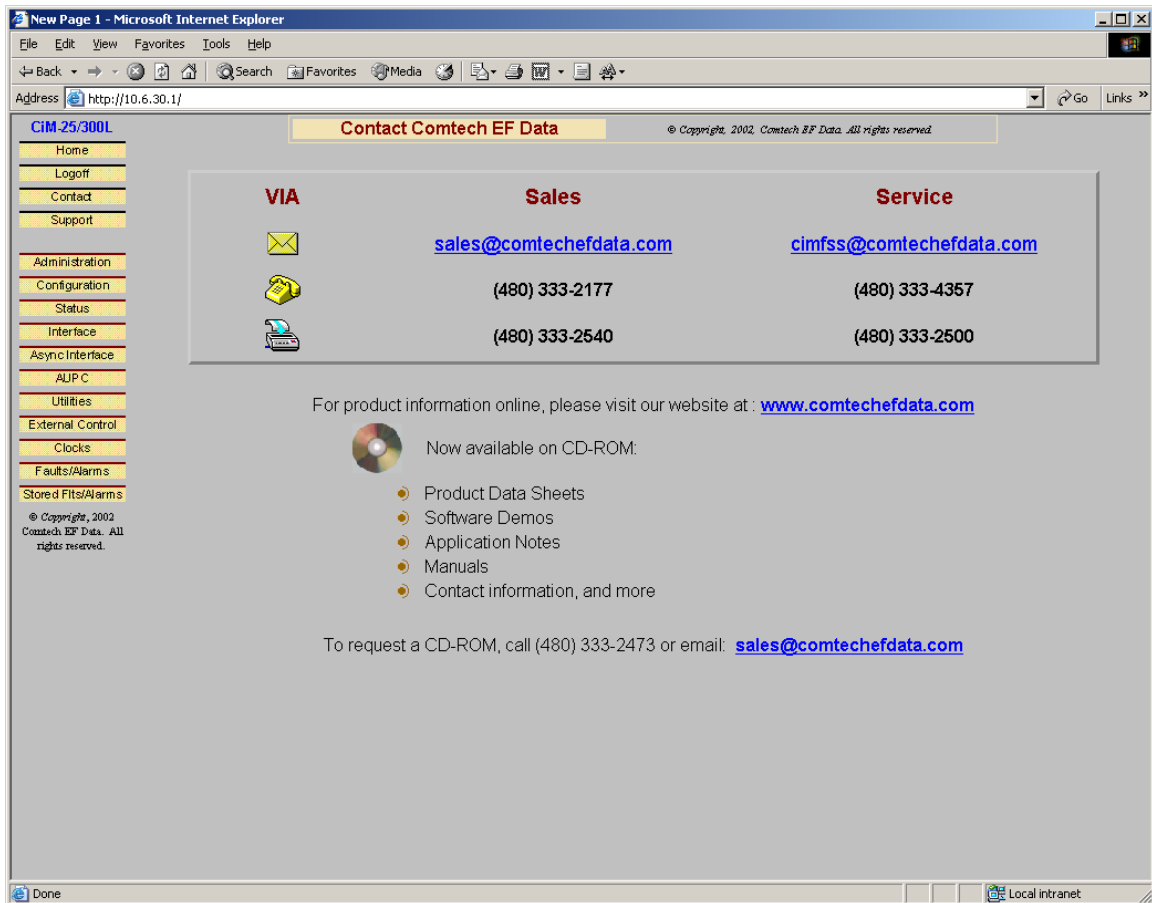 New Page 1 - Microsoft Internet Explorer
File Edit View Favorites Tools Help
Back Search Favorites Media
Address http://10.6.30.1/ Go Links »
CiM-25/300L
Home
Logoff
Contact
Support
Administration
Configuration
Status
Interface
Async Interface
AUPC
Utilities
External Control
Clocks
Faults/Alarms
Stored Flts/Alarms
© Copyright, 2002
Comtech EF Data. All
rights reserved.
Contact Comtech EF Data © Copyright, 2002, Comtech EF Data. All rights reserved.
VIA Sales Service
sales@comtechefdata.com cimfss@comtechefdata.com
(480) 333-2177 (480) 333-4357
(480) 333-2540 (480) 333-2500
For product information online, please visit our website at : www.comtechefdata.com
Now available on CD-ROM:
Product Data Sheets
Software Demos
Application Notes
Manuals
Contact information, and more
To request a CD-ROM, call (480) 333-2473 or email: sales@comtechefdata.com
Done Local intranet